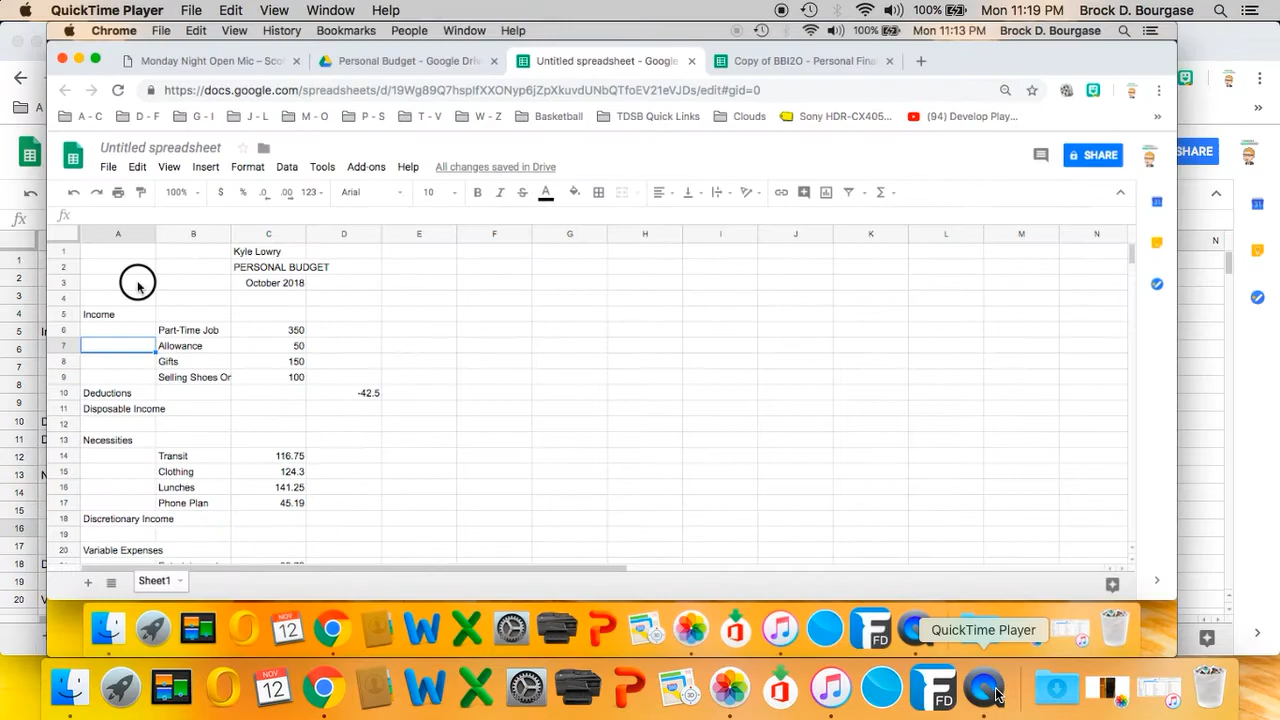 QuickTime Player File Edit View Window Help 100% Mon 11:19 PM Brock D. Bourgase
Chrome File Edit View History Bookmarks People Window Help 100% Mon 11:13 PM Brock D. Bourgase
Monday Night Open Mic – Sco Personal Budget - Google Driv Untitled spreadsheet - Google Copy of BBI2O - Personal Finan
https://docs.google.com/spreadsheets/d/19Wg89Q7hsplfXXONyp6jZpXkuvdUNbQTfoEV21eVJDs/edit#gid=0
A - C D - F G - I J - L M - O P - S T - V W - Z Basketball TDSB Quick Links Clouds Sony HDR-CX405... (94) Develop Play... »
Untitled spreadsheet
File Edit View Insert Format Data Tools Add-ons Help All changes saved in Drive SHARE SHARE
100% $ % .0 .00 123 Arial 10
fx
A B C D E F G H I J K L M N N
1 Kyle Lowry
2 PERSONAL BUDGET
3 October 2018
4
5 Income
6 Part-Time Job 350
7 Allowance 50
8 Gifts 150
9 Selling Shoes Or 100
10 Deductions -42.5
11 Disposable Income
12
13 Necessities
14 Transit 116.75
15 Clothing 124.3
16 Lunches 141.25
17 Phone Plan 45.19
18 Discretionary Income
19
20 Variable Expenses
Sheet1
QuickTime Player
NOV 12
FD
NOV 12
FD